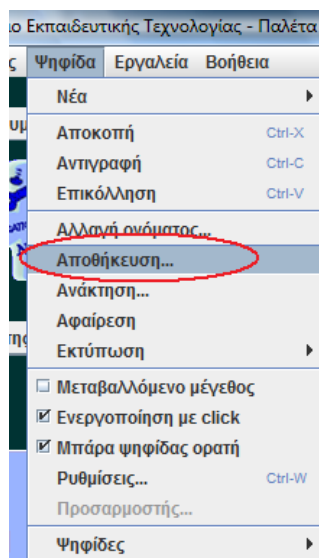 ιο Εκπαιδευτικής Τεχνολογίας - Παλέτα
ς Ψηφίδα Εργαλεία Βοήθεια
Νέα
Αποκοπή Ctrl-X
Αντιγραφή Ctrl-C
Επικόλληση Ctrl-V
Αλλαγή ονόματος...
Αποθήκευση...
Ανάκτηση...
Αφαίρεση
Εκτύπωση
Μεταβαλλόμενο μέγεθος
Ενεργοποίηση με click
Μπάρα ψηφίδας ορατή
Ρυθμίσεις... Ctrl-W
Προσαρμοστής...
Ψηφίδες